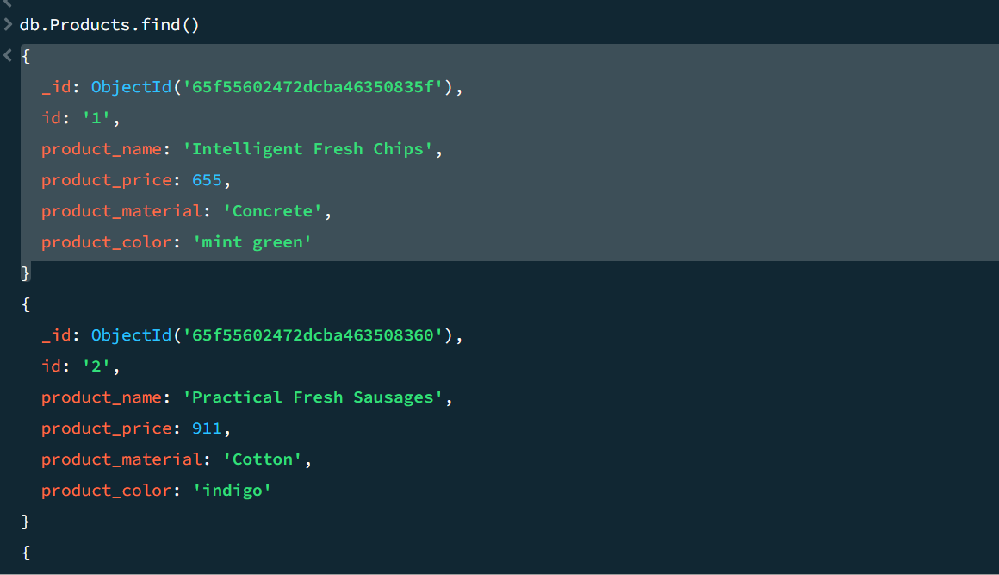 db.Products.find()
{
_id: ObjectId('65f55602472dcba46350835f'),
id: '1',
product_name: 'Intelligent Fresh Chips',
product_price: 655,
product_material: 'Concrete',
product_color: 'mint green'
}
{
_id: ObjectId('65f55602472dcba463508360'),
id: '2',
product_name: 'Practical Fresh Sausages',
product_price: 911,
product_material: 'Cotton',
product_color: 'indigo'
}
{